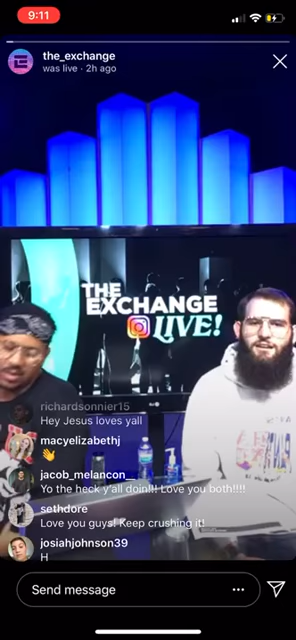 9:11
the_exchange
was live · 2h ago
THE
EXCHANGE
LIVE!
richardsonnier15
Hey Jesus loves yall
macyelizabethj
👋
jacob_melancon__
Yo the heck y'all doin!!! Love you both!!!!
sethdore
Love you guys! Keep crushing it!
josiahjohnson39
H
Send message